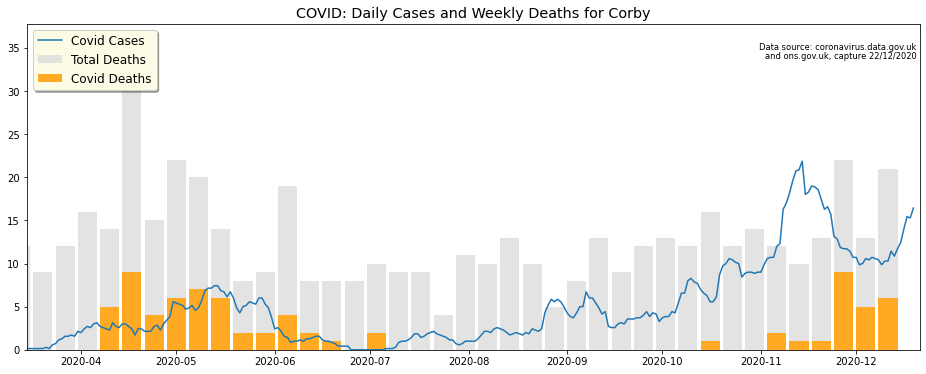 COVID: Daily Cases and Weekly Deaths for Corby
Covid Cases
Total Deaths
Covid Deaths
Data source: coronavirus.data.gov.uk
and ons.gov.uk, capture 22/12/2020
35
30
25
20
15
10
5
0
2020-04 2020-05 2020-06 2020-07 2020-08 2020-09 2020-10 2020-11 2020-12